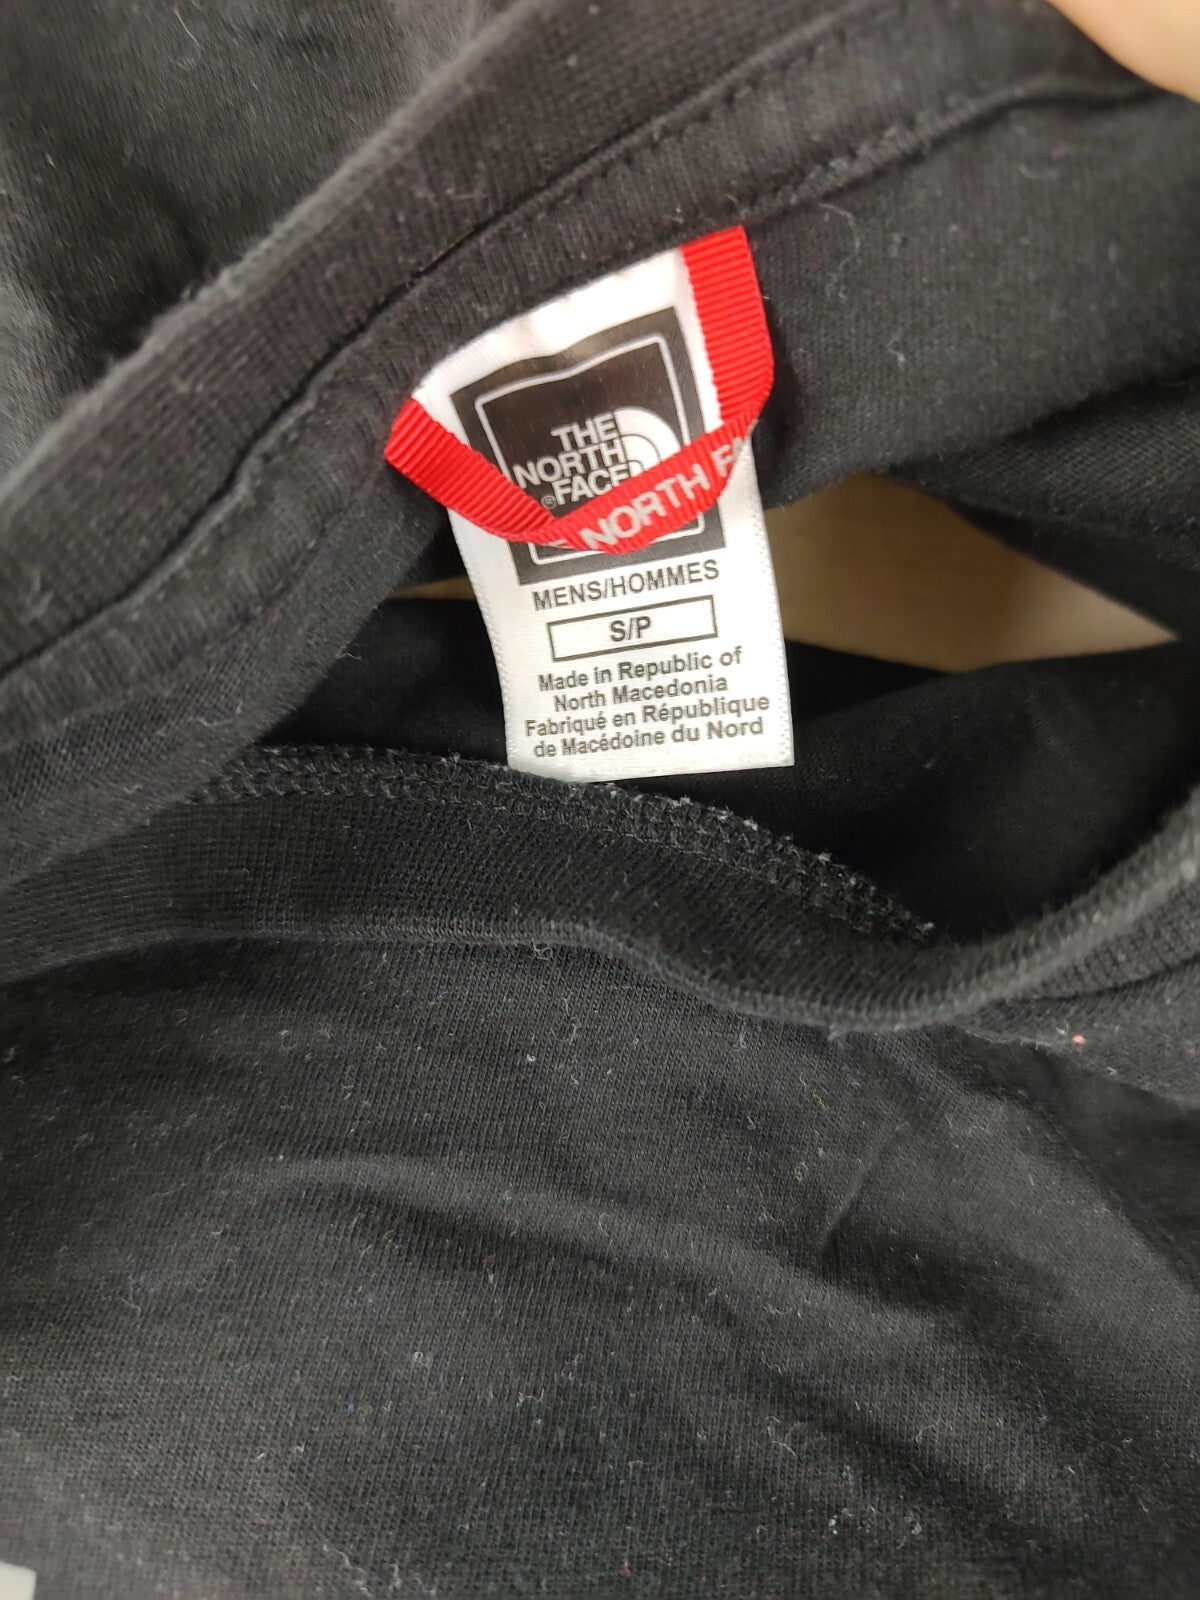 THE
NORTH
FACE
NORTH FA
MENS/HOMMES
S/P
Made in Republic of
North Macedonia
Fabriqué en République
de Macédoine du Nord